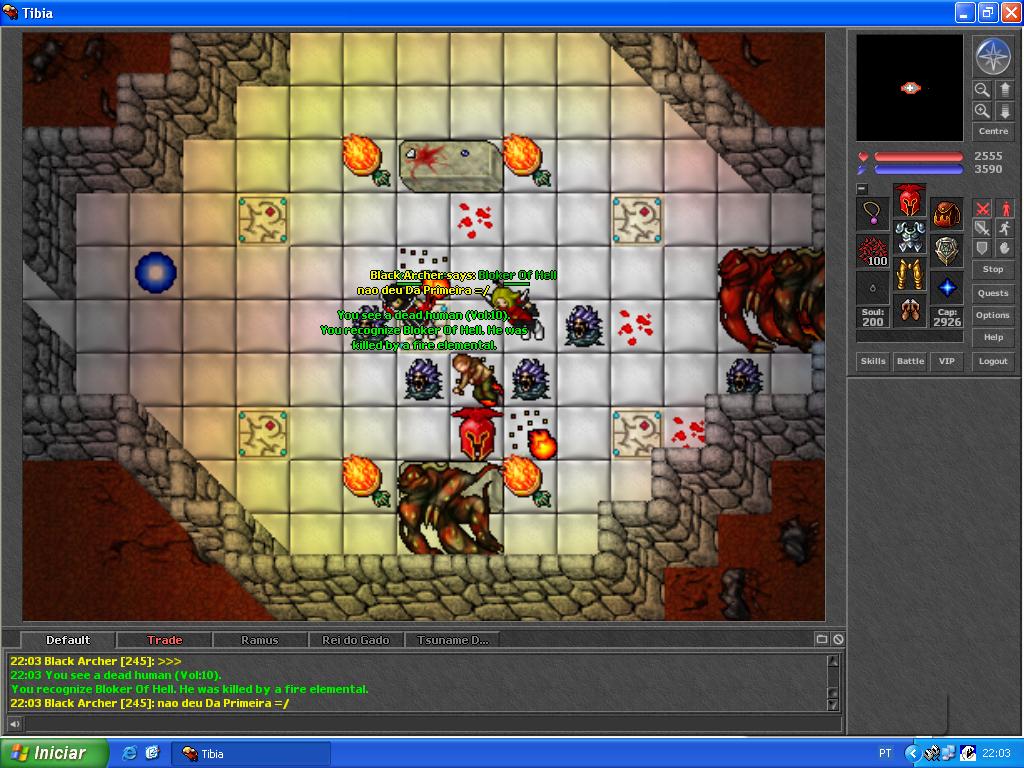 Tibia
Centre
2555
3590
100
Soul:
200
Cap:
2926
Stop
Quests
Options
Help
Skills
Battle
VIP
Logout
Black Archer says: Bloker Of Hell
nao deu Da Primeira =/
You see a dead human (Vol:10).
You recognize Bloker Of Hell. He was
killed by a fire elemental.
Default
Trade
Ramus
Rei do Gado
Tsuname D...
22:03 Black Archer [245]: >>>
22:03 You see a dead human (Vol:10).
You recognize Bloker Of Hell. He was killed by a fire elemental.
22:03 Black Archer [245]: nao deu Da Primeira =/
Iniciar
Tibia
PT
22:03